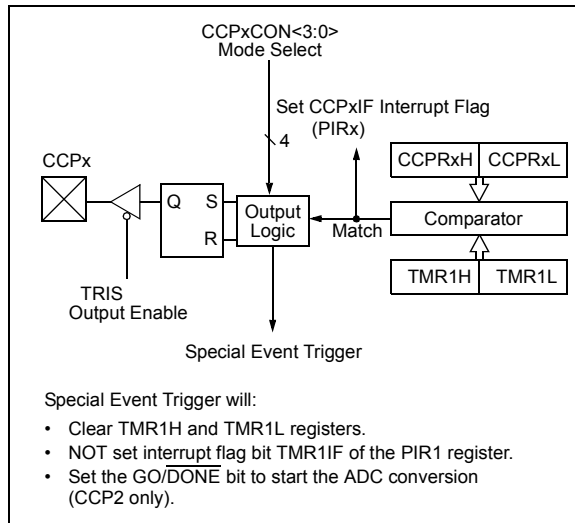 CCPxCON<3:0>
Mode Select
Set CCPxIF Interrupt Flag
(PIRx)
4
CCPx
CCPRxH CCPRxL
Q S
R
Output
Logic
Match
Comparator
TMR1H TMR1L
TRIS
Output Enable
Special Event Trigger
Special Event Trigger will:
• Clear TMR1H and TMR1L registers.
• NOT set interrupt flag bit TMR1IF of the PIR1 register.
• Set the GO/DONE bit to start the ADC conversion
(CCP2 only).